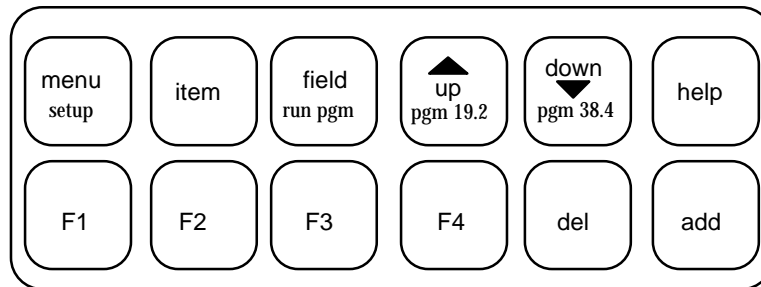 menu
setup
item
field
run pgm
up
pgm 19.2
down
pgm 38.4
help
F1
F2
F3
F4
del
add